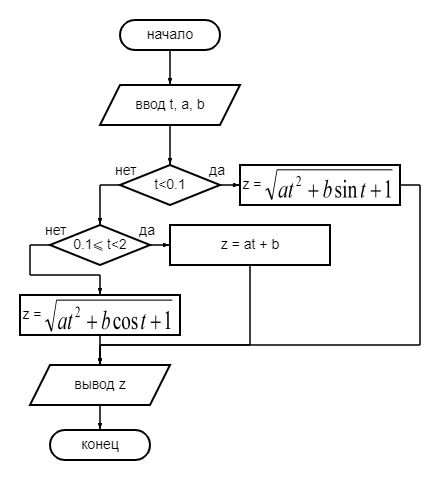 начало
ввод t, a, b
нет
да
t<0.1
z = √(at² + b sin t + 1)
нет
да
0.1⩽ t<2
z = at + b
z = √(at² + b cos t + 1)
вывод z
конец